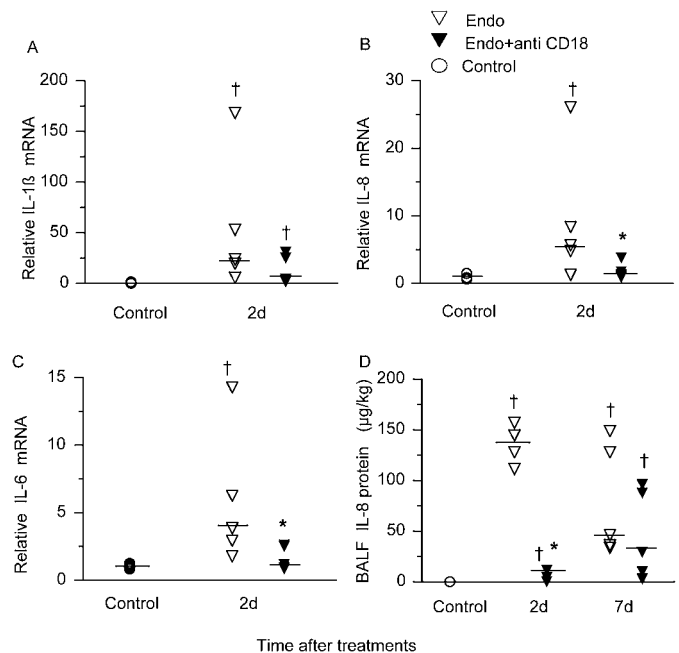 Endo
Endo+anti CD18
Control
A
Relative IL-1ß mRNA
200
150
100
50
0
†
†
Control
2d
B
Relative IL-8 mRNA
30
20
10
0
†
*
Control
2d
C
Relative IL-6 mRNA
15
10
5
0
†
*
Control
2d
D
BALF IL-8 protein (µg/kg)
200
150
100
50
0
†
† *
†
†
Control
2d
7d
Time after treatments